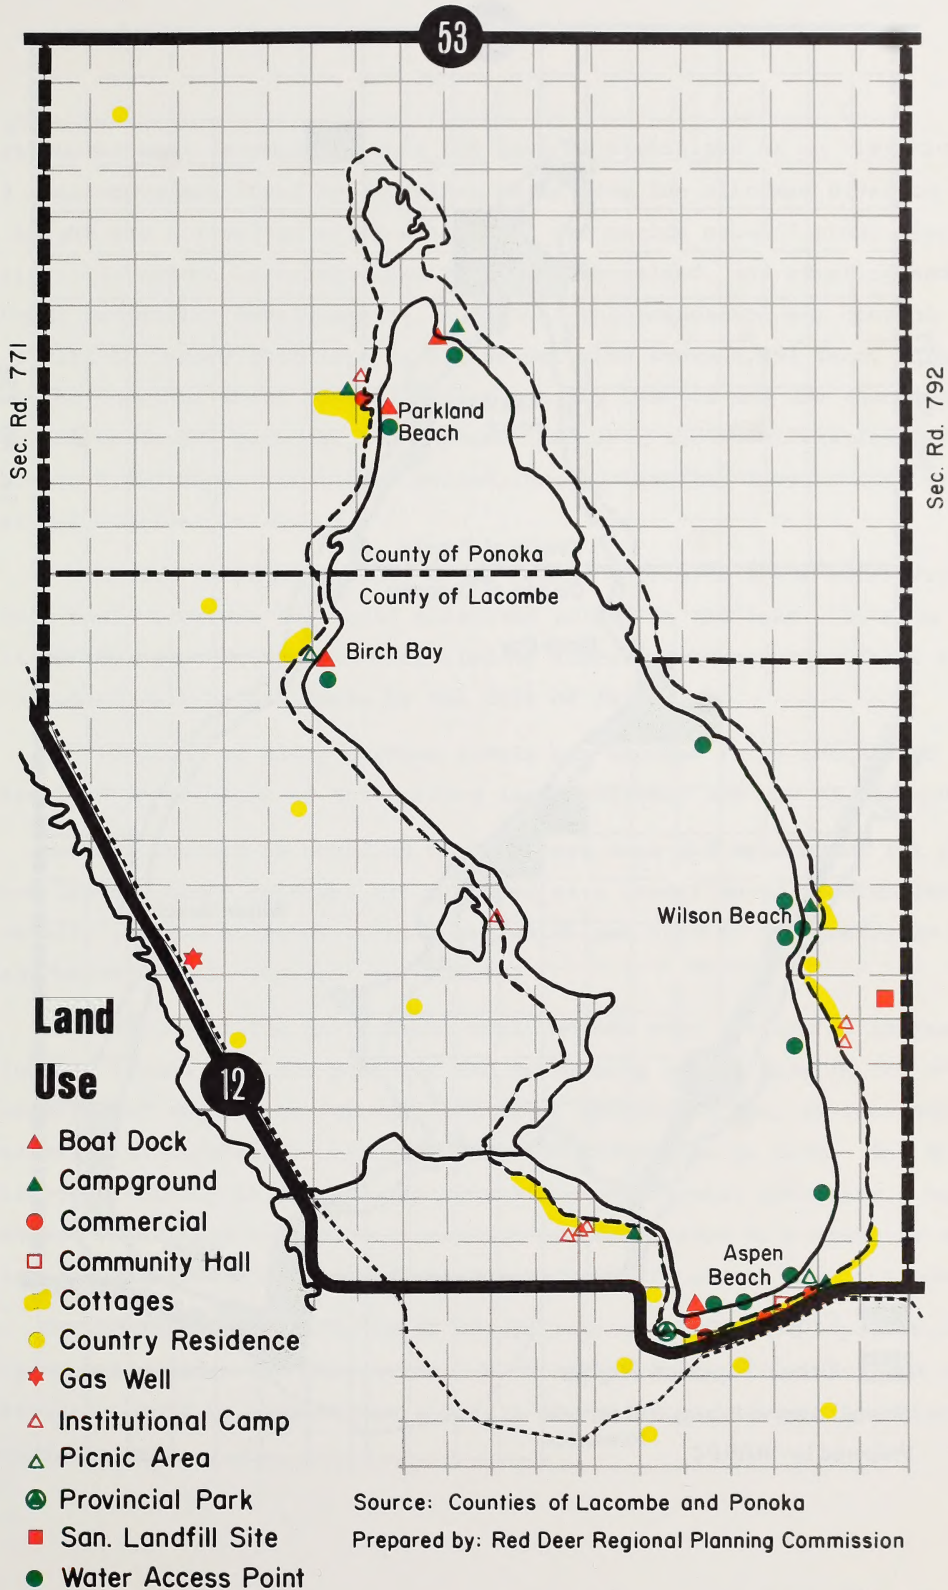 53
Sec. Rd. 771
Sec. Rd. 792
Parkland
Beach
County of Ponoka
County of Lacombe
Birch Bay
Wilson Beach
Land
Use
12
Boat Dock
Campground
Commercial
Community Hall
Cottages
Country Residence
Gas Well
Institutional Camp
Picnic Area
Provincial Park
San. Landfill Site
Water Access Point
Aspen
Beach
Source: Counties of Lacombe and Ponoka
Prepared by: Red Deer Regional Planning Commission